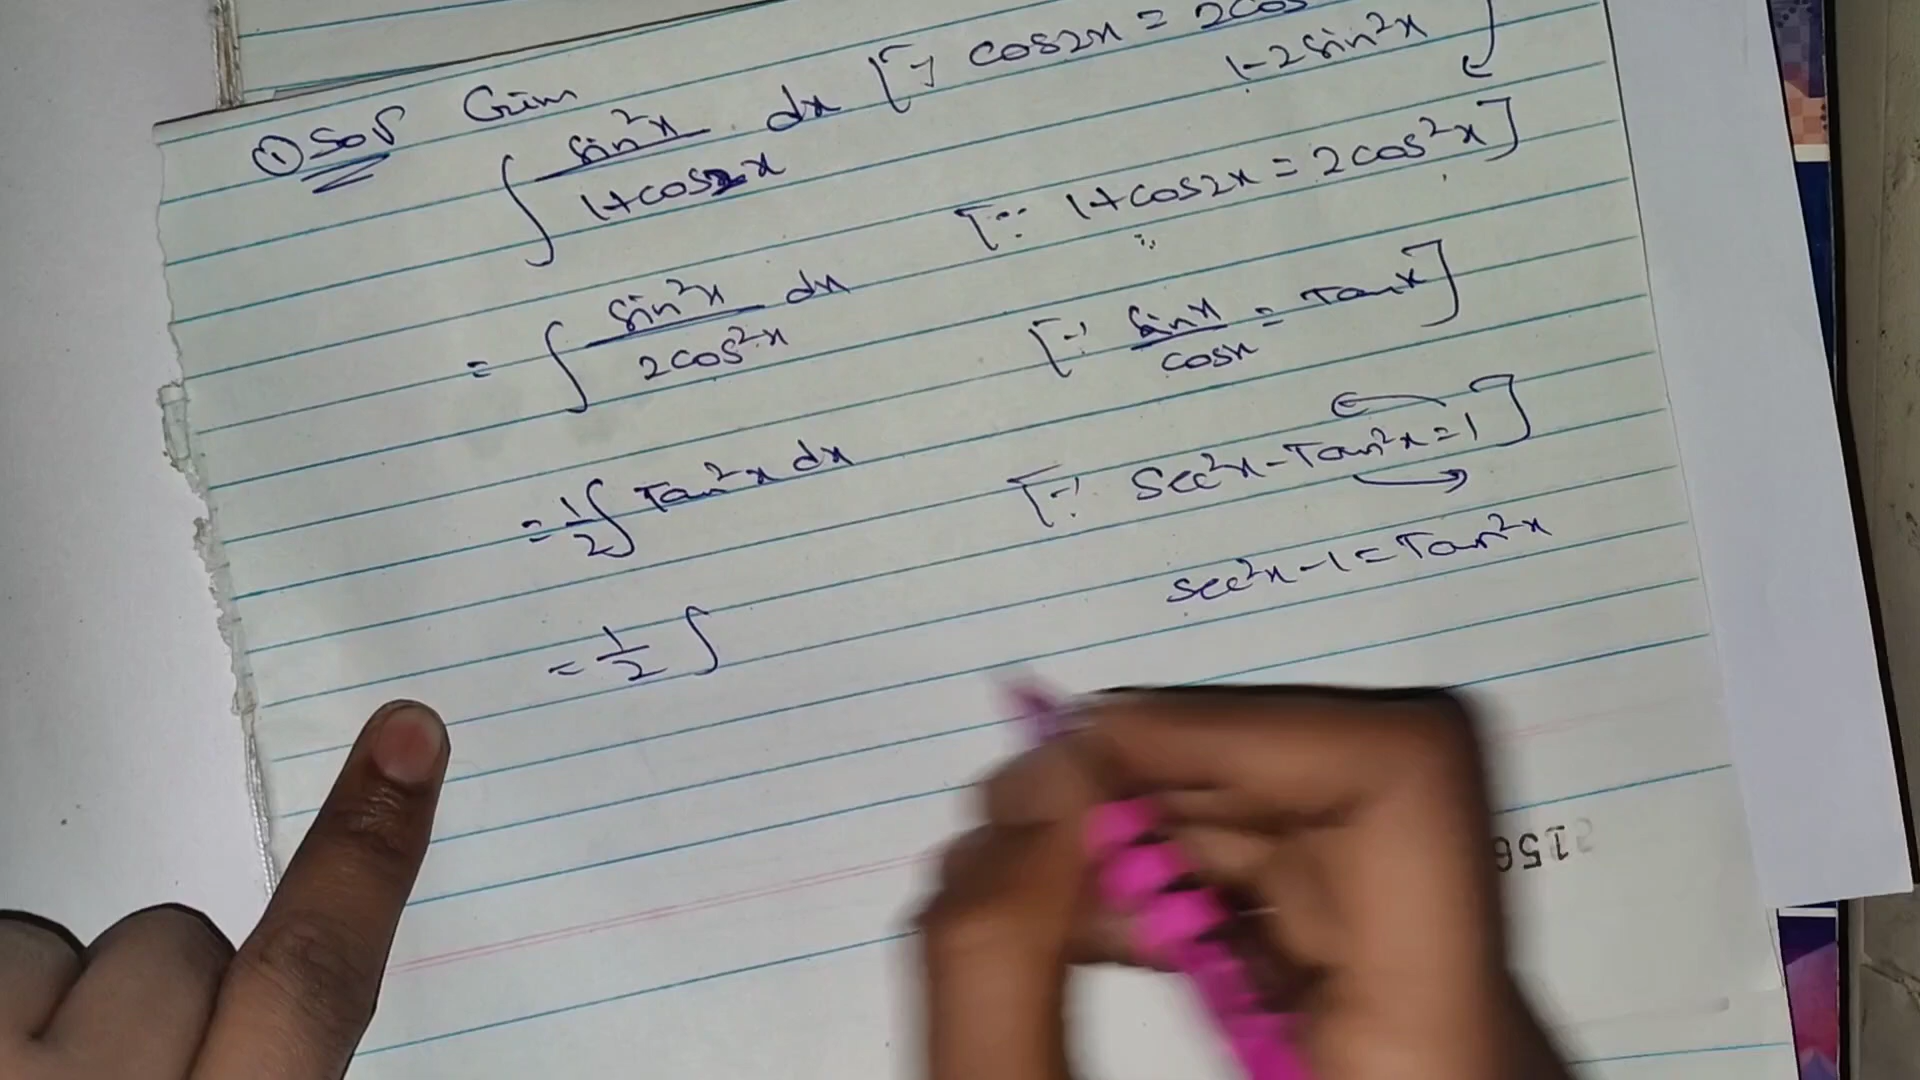 ① Sol Given
∫ sin²x / 1+cos2x dx [∵ cos2x = 2cos
1-2sin²x
[∵ 1+cos2x = 2cos²x]
= ∫ sin²x / 2cos²x dx
[∵ sinx / cosx = Tanx]
= 1/2 ∫ Tan²x dx
[∵ Sec²x-Tan²x=1]
= 1/2 ∫
sec²x-1=Tan²x